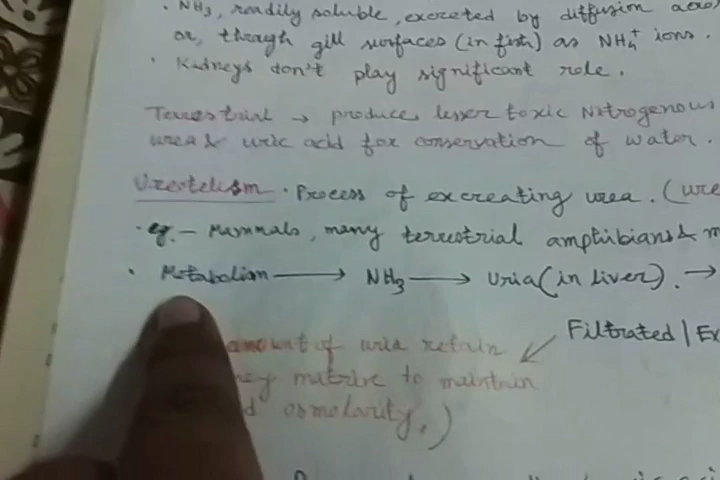 · NH3, readily soluble, excreted by diffusion
or, through gill surfaces (in fish) as NH4+ ions.
· Kidneys don't play significant role.
Terrestrial → produce lesser toxic Nitrogenous
urea & uric acid for conservation of water.
Ureotelism · Process of excreating urea. (ure
· eg. - Mammals, many terrestrial amphibians & m
· Metabolism → NH3 → Uria (in liver). →
Filtrated / Ex
amount of uria retain
matrix to maintain
osmolarity.)